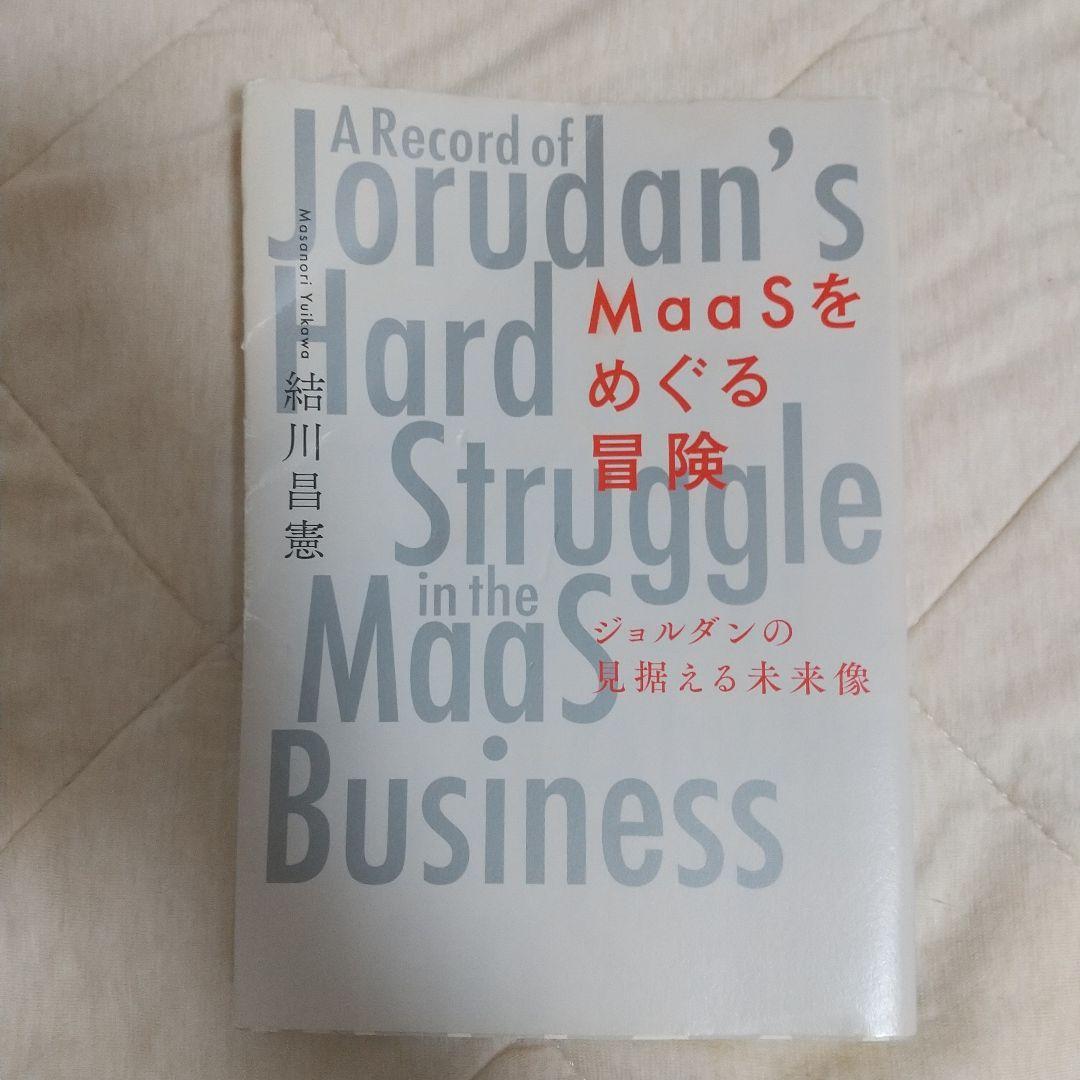 A Record of
Jorudan's
Hard
Struggle
in the
MaaS
Business
MaaSを
めぐる
冒険
ジョルダンの
見据える未来像
Masanori Yuikawa
結川昌憲